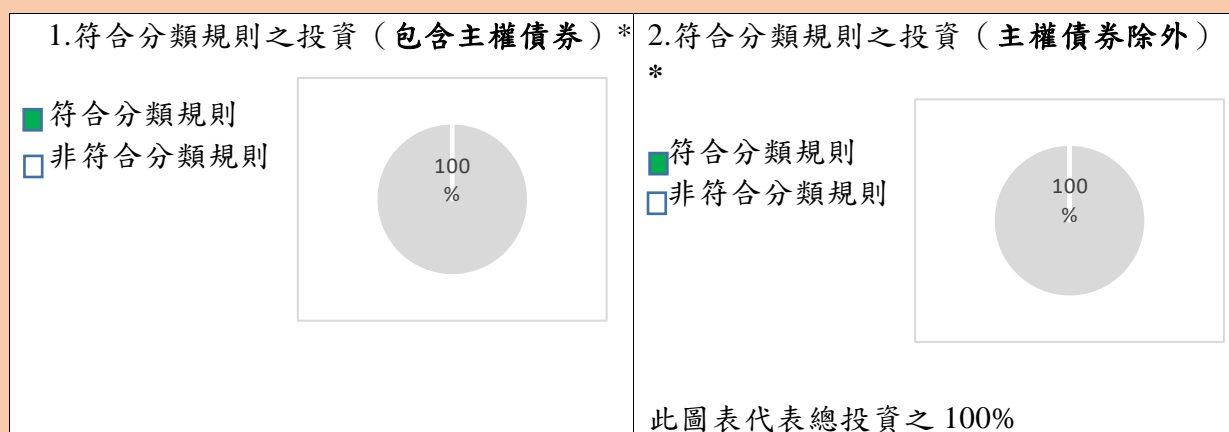 1.符合分類規則之投資（包含主權債券）*
符合分類規則
非符合分類規則
100
%
2.符合分類規則之投資（主權債券除外）
*
符合分類規則
非符合分類規則
100
%
此圖表代表總投資之 100%